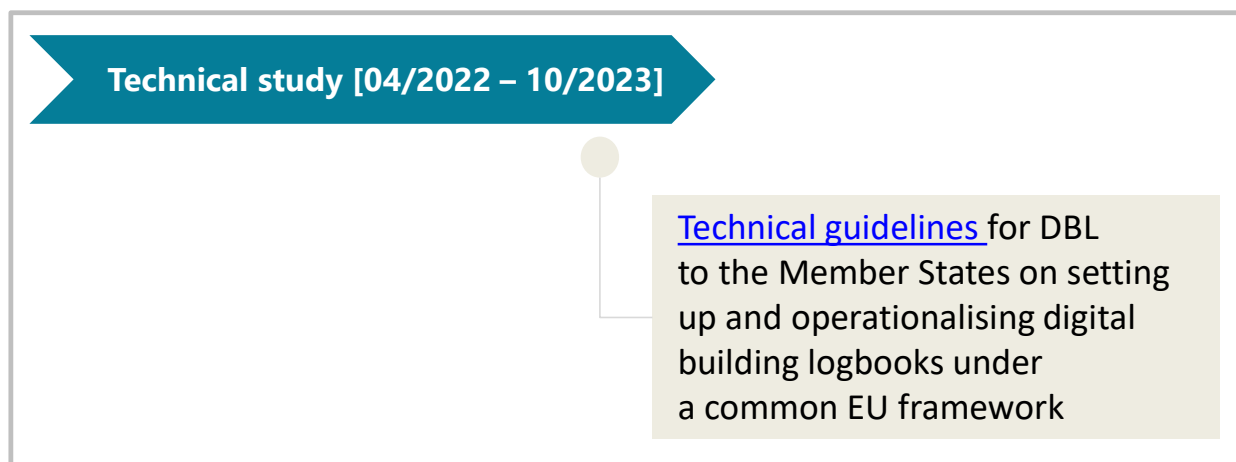 Technical study [04/2022 – 10/2023]
Technical guidelines for DBL
to the Member States on setting
up and operationalising digital
building logbooks under
a common EU framework